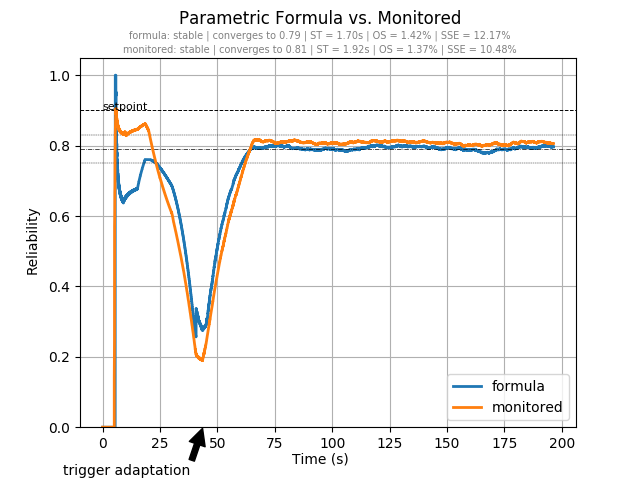 Parametric Formula vs. Monitored
formula: stable | converges to 0.79 | ST = 1.70s | OS = 1.42% | SSE = 12.17%
monitored: stable | converges to 0.81 | ST = 1.92s | OS = 1.37% | SSE = 10.48%
1.0
setpoint
0.8
0.6
0.4
0.2
0.0
Reliability
formula
monitored
0 25 50 75 100 125 150 175 200
Time (s)
trigger adaptation